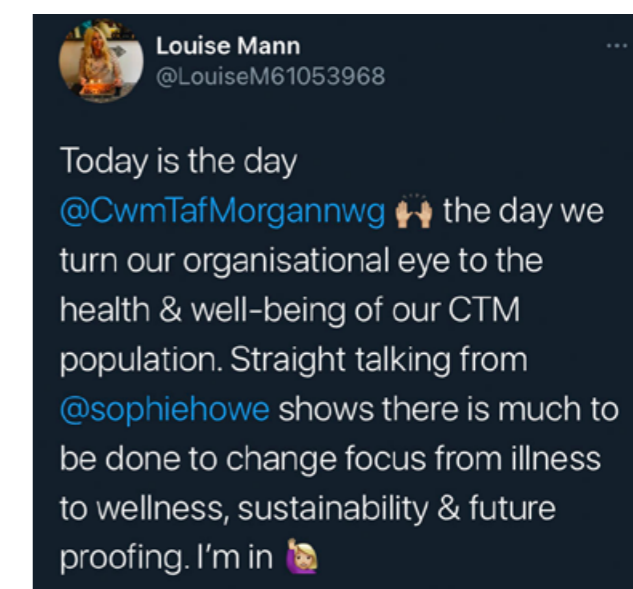 Louise Mann
@LouiseM61053968
Today is the day
@CwmTafMorgannwg 🙌🏼 the day we
turn our organisational eye to the
health & well-being of our CTM
population. Straight talking from
@sophiehowe shows there is much to
be done to change focus from illness
to wellness, sustainability & future
proofing. I'm in 🙋🏼‍♀️